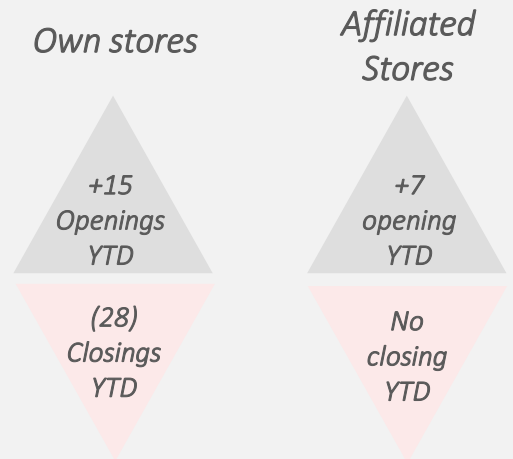 Own stores
+15
Openings
YTD
(28)
Closings
YTD
Affiliated
Stores
+7
opening
YTD
No
closing
YTD